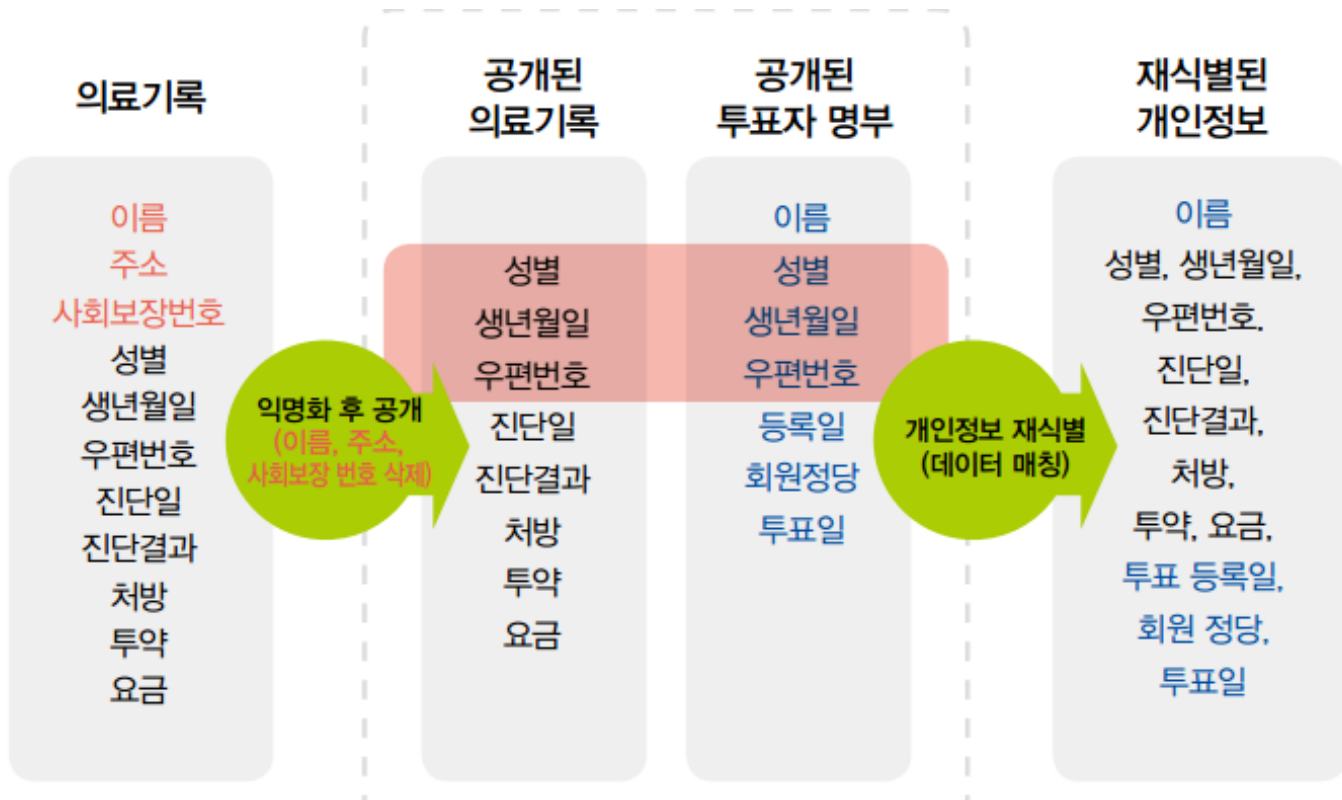 의료기록
이름
주소
사회보장번호
성별
생년월일
우편번호
진단일
진단결과
처방
투약
요금
익명화 후 공개
(이름, 주소,
사회보장 번호 삭제)
공개된
의료기록
성별
생년월일
우편번호
진단일
진단결과
처방
투약
요금
공개된
투표자 명부
이름
성별
생년월일
우편번호
등록일
회원정당
투표일
개인정보 재식별
(데이터 매칭)
재식별된
개인정보
이름
성별, 생년월일,
우편번호.
진단일,
진단결과,
처방,
투약, 요금,
투표 등록일,
회원 정당,
투표일